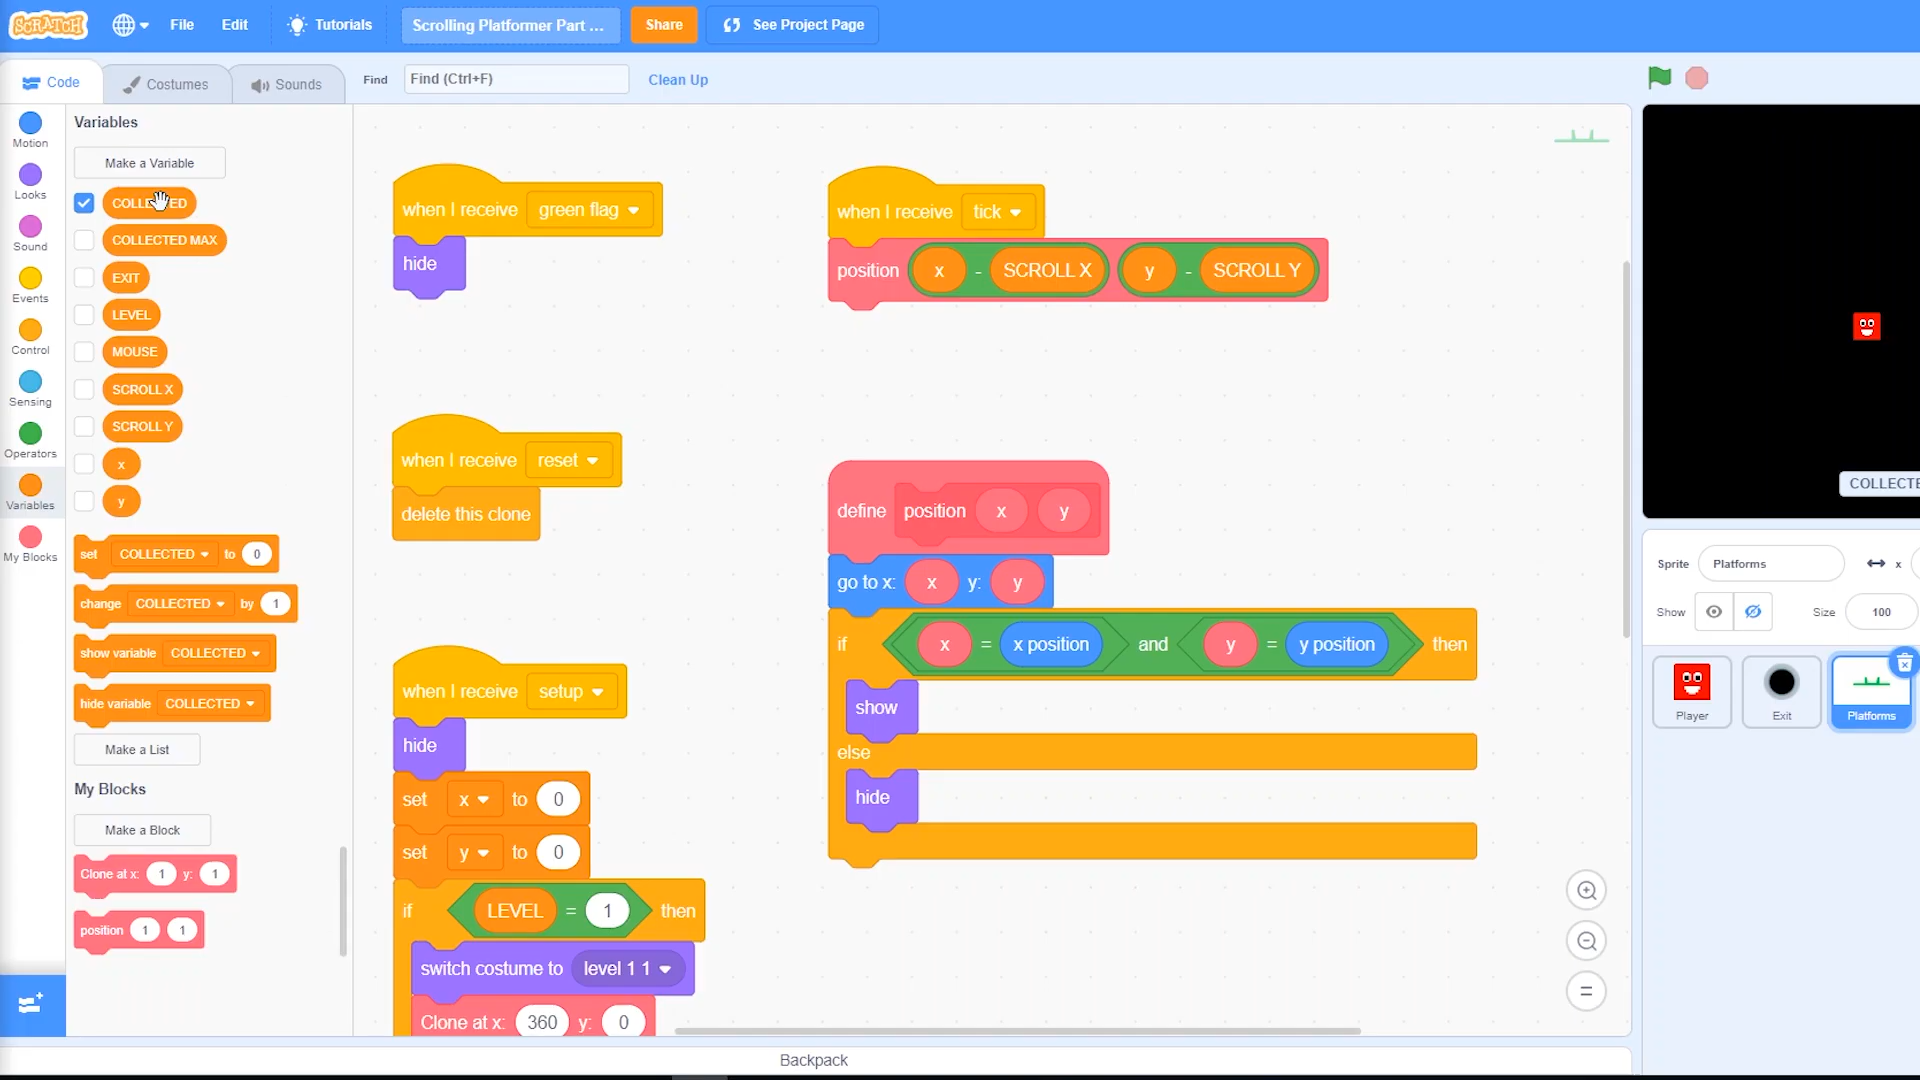 SCRATCH
File
Edit
Tutorials
Scrolling Platformer Part ...
Share
See Project Page
Code
Costumes
Sounds
Find
Find (Ctrl+F)
Clean Up
Motion
Looks
Sound
Events
Control
Sensing
Operators
Variables
My Blocks
Variables
Make a Variable
COLLECTED
COLLECTED MAX
EXIT
LEVEL
MOUSE
SCROLL X
SCROLL Y
x
y
set COLLECTED to 0
change COLLECTED by 1
show variable COLLECTED
hide variable COLLECTED
Make a List
My Blocks
Make a Block
Clone at x: 1 y: 1
position 1 1
when I receive green flag
hide
when I receive reset
delete this clone
when I receive setup
hide
set x to 0
set y to 0
if LEVEL = 1 then
switch costume to level 1 1
Clone at x: 360 y: 0
when I receive tick
position x - SCROLL X y - SCROLL Y
define position x y
go to x: x y: y
if x = x position and y = y position then
show
else
hide
COLLECTE
Sprite Platforms x
Show Size 100
Player
Exit
Platforms
Backpack